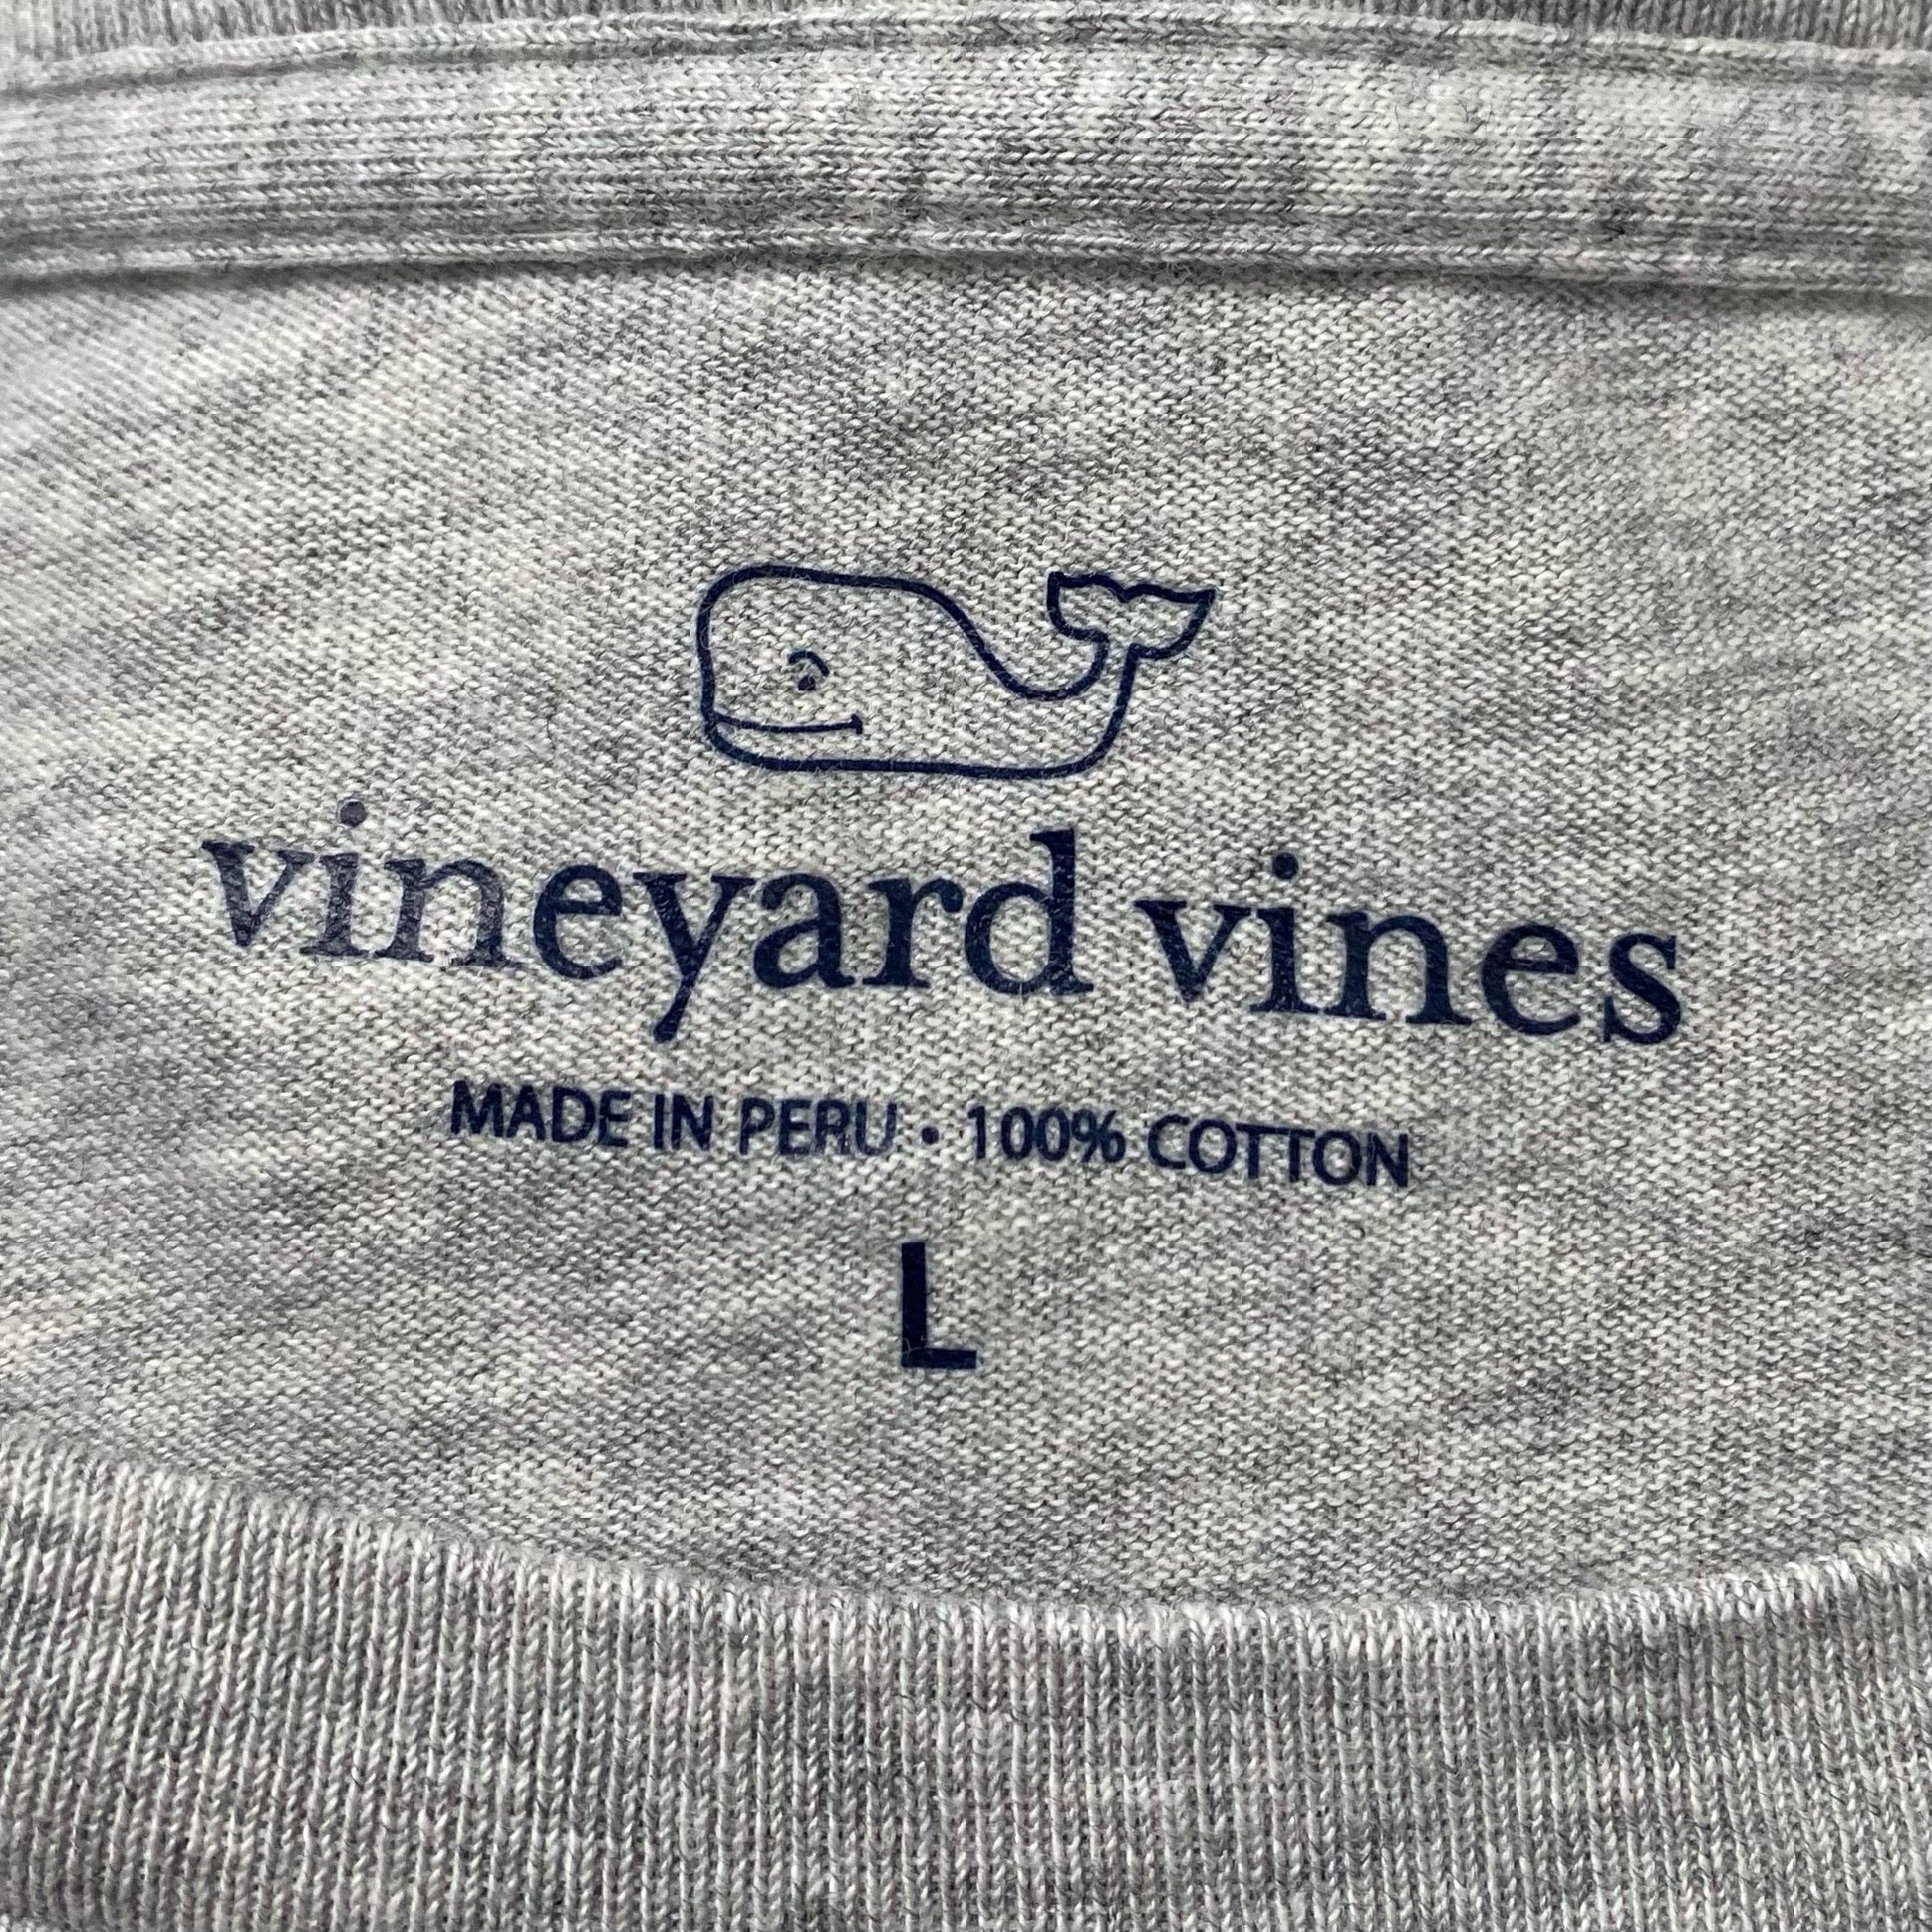 vineyard vines
MADE IN PERU • 100% COTTON
L